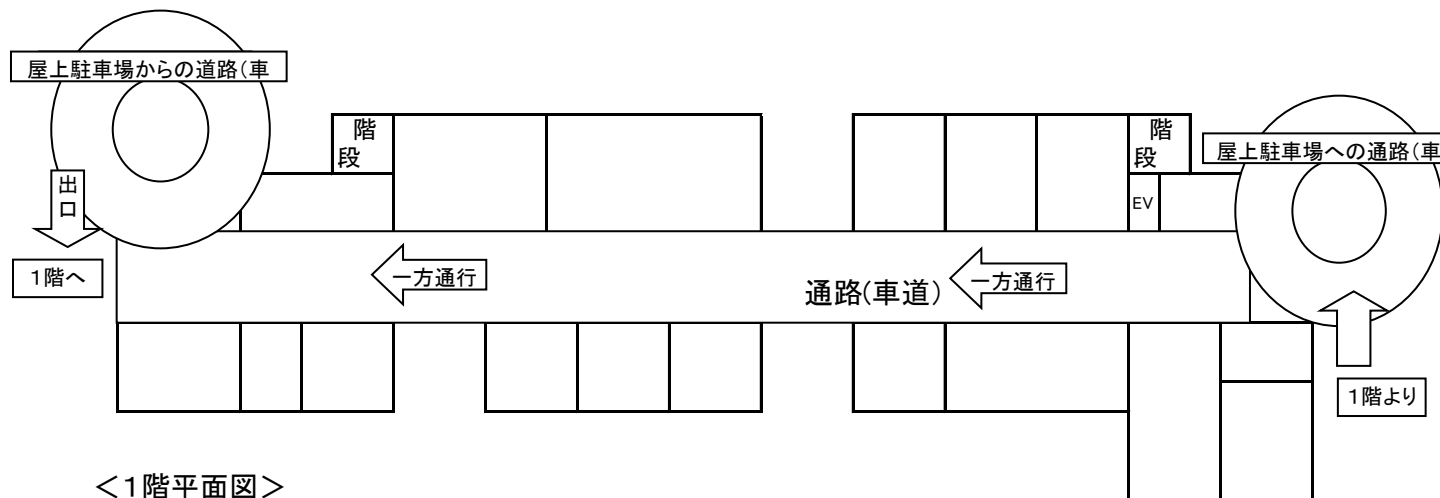 屋上駐車場からの道路(車
階
段
階
段
屋上駐車場への通路(車
出
口
EV
1階へ
一方通行
通路(車道)
一方通行
1階より
＜1階平面図＞